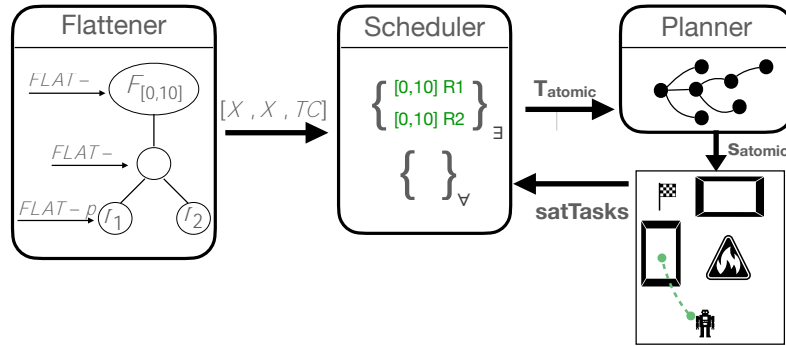 Flattener
FLAT –
F[0,10]
FLAT –
FLAT – p
r1
r2
[X , X , TC]
Scheduler
{ [0,10] R1
[0,10] R2 }∃
{ }∀
Tatomic
Planner
satomic
satTasks